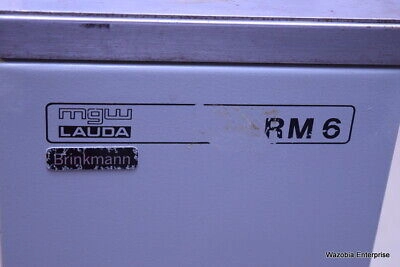 mgw
LAUDA
RM 6
Brinkmann
Wazobia Enterprise